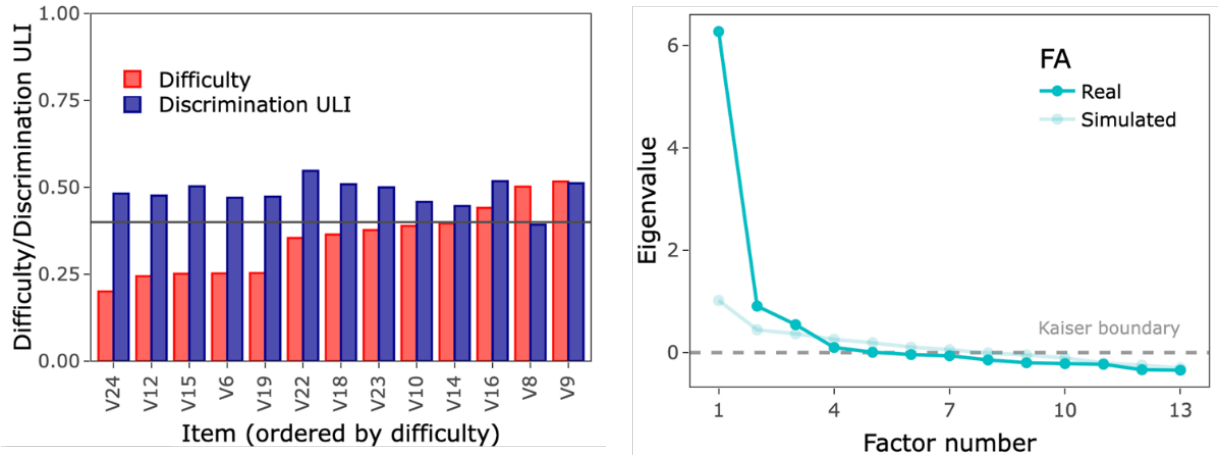 Difficulty/Discrimination ULI
1.00
0.75
0.50
0.25
0.00
Difficulty
Discrimination ULI
V24
V12
V15
V6
V19
V22
V18
V23
V10
V14
V16
V8
V9
Item (ordered by difficulty)
Eigenvalue
6
4
2
0
FA
Real
Simulated
Kaiser boundary
1
4
7
10
13
Factor number